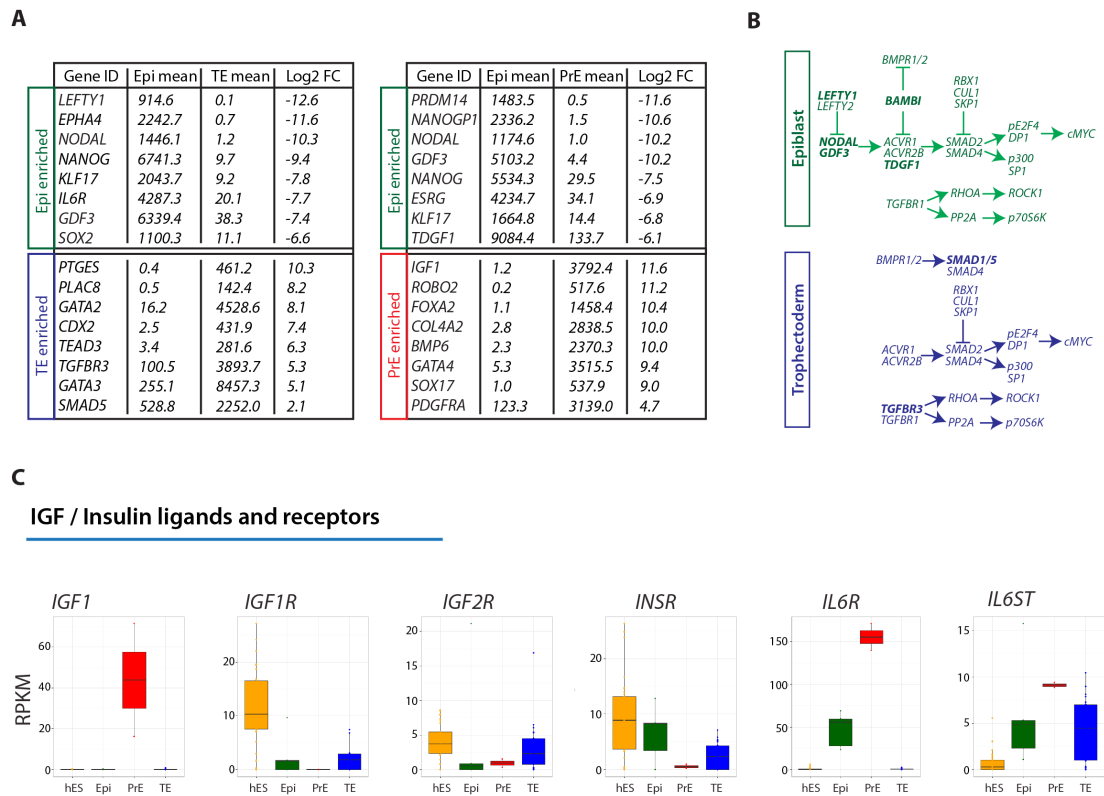 A
B
Gene ID Epi mean TE mean Log2 FC
Epi enriched
LEFTY1 914.6 0.1 -12.6
EPHA4 2242.7 0.7 -11.6
NODAL 1446.1 1.2 -10.3
NANOG 6741.3 9.7 -9.4
KLF17 2043.7 9.2 -7.8
IL6R 4287.3 20.1 -7.7
GDF3 6339.4 38.3 -7.4
SOX2 1100.3 11.1 -6.6
TE enriched
PTGES 0.4 461.2 10.3
PLAC8 0.5 142.4 8.2
GATA2 16.2 4528.6 8.1
CDX2 2.5 431.9 7.4
TEAD3 3.4 281.6 6.3
TGFBR3 100.5 3893.7 5.3
GATA3 255.1 8457.3 5.1
SMAD5 528.8 2252.0 2.1
Gene ID Epi mean PrE mean Log2 FC
Epi enriched
PRDM14 1483.5 0.5 -11.6
NANOGP1 2336.2 1.5 -10.6
NODAL 1174.6 1.0 -10.2
GDF3 5103.2 4.4 -10.2
NANOG 5534.3 29.5 -7.5
ESRG 4234.7 34.1 -6.9
KLF17 1664.8 14.4 -6.8
TDGF1 9084.4 133.7 -6.1
PrE enriched
IGF1 1.2 3792.4 11.6
ROBO2 0.2 517.6 11.2
FOXA2 1.1 1458.4 10.4
COL4A2 2.8 2838.5 10.0
BMP6 2.3 2370.3 10.0
GATA4 5.3 3515.5 9.4
SOX17 1.0 537.9 9.0
PDGFRA 123.3 3139.0 4.7
Epiblast
BMPR1/2
LEFTY1
LEFTY2
BAMBI
RBX1
CUL1
SKP1
NODAL
GDF3
ACVR1
ACVR2B
TDGF1
SMAD2
SMAD4
pE2F4
DP1
cMYC
p300
SP1
TGFBR1
RHOA
ROCK1
PP2A
p70S6K
Trophectoderm
BMPR1/2
SMAD1/5
SMAD4
RBX1
CUL1
SKP1
ACVR1
ACVR2B
SMAD2
SMAD4
pE2F4
DP1
cMYC
p300
SP1
TGFBR3
TGFBR1
RHOA
ROCK1
PP2A
p70S6K
C
IGF / Insulin ligands and receptors
RPKM
IGF1
60
40
20
0
hES Epi PrE TE
IGF1R
20
10
0
hES Epi PrE TE
IGF2R
20
15
10
5
0
hES Epi PrE TE
INSR
20
10
0
hES Epi PrE TE
IL6R
150
100
50
0
hES Epi PrE TE
IL6ST
15
10
5
0
hES Epi PrE TE